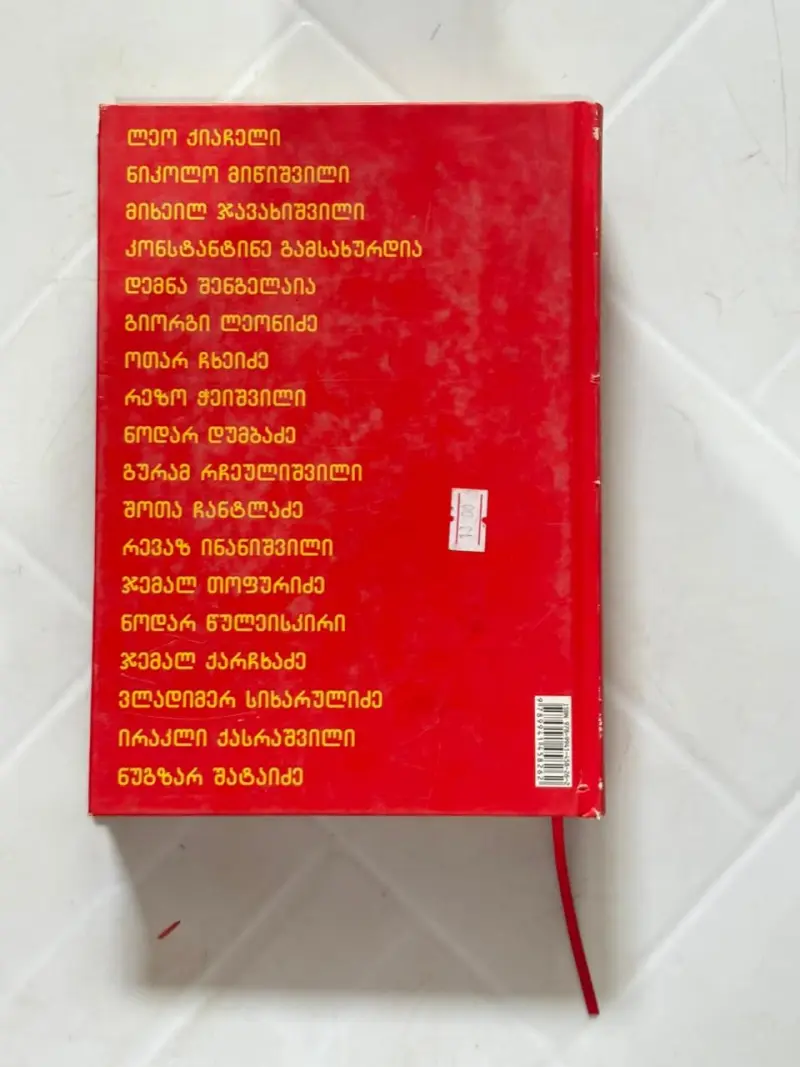 ლეო ქიაჩელი
ნიკოლო მიწიშვილი
მიხეილ ჯავახიშვილი
კონსტანტინე გამსახურდია
დემნა შენგელაია
გიორგი ლეონიძე
ოთარ ჩხეიძე
რეზო ჭეიშვილი
ნოდარ დუმბაძე
გურამ რჩეულიშვილი
შოთა ჩანტლაძე
რევაზ ინანიშვილი
ჯემალ თოფურიძე
ნოდარ წულეისკირი
ჯემალ ქარჩხაძე
ვლადიმერ სიხარულიძე
ირაკლი ქასრაშვილი
ნუგზარ შატაიძე